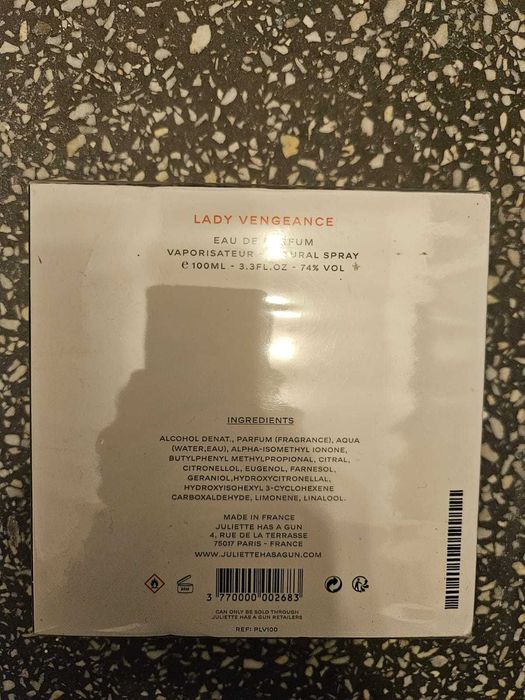 LADY VENGEANCE
EAU DE PARFUM
VAPORISATEUR - NATURAL SPRAY
℮ 100ML - 3.3FL.OZ - 74% VOL
INGREDIENTS
ALCOHOL DENAT., PARFUM (FRAGRANCE), AQUA
(WATER,EAU), ALPHA-ISOMETHYL IONONE,
BUTYLPHENYL METHYLPROPIONAL, CITRAL,
CITRONELLOL, EUGENOL, FARNESOL,
GERANIOL,HYDROXYCITRONELLAL,
HYDROXYISOHEXYL 3-CYCLOHEXENE
CARBOXALDEHYDE, LIMONENE, LINALOOL.
MADE IN FRANCE
JULIETTE HAS A GUN
4, RUE DE LA TERRASSE
75017 PARIS - FRANCE
WWW.JULIETTEHASAGUN.COM
3 770000 002683
CAN ONLY BE SOLD THROUGH
JULIETTE HAS A GUN RETAILERS
REF: PLV100